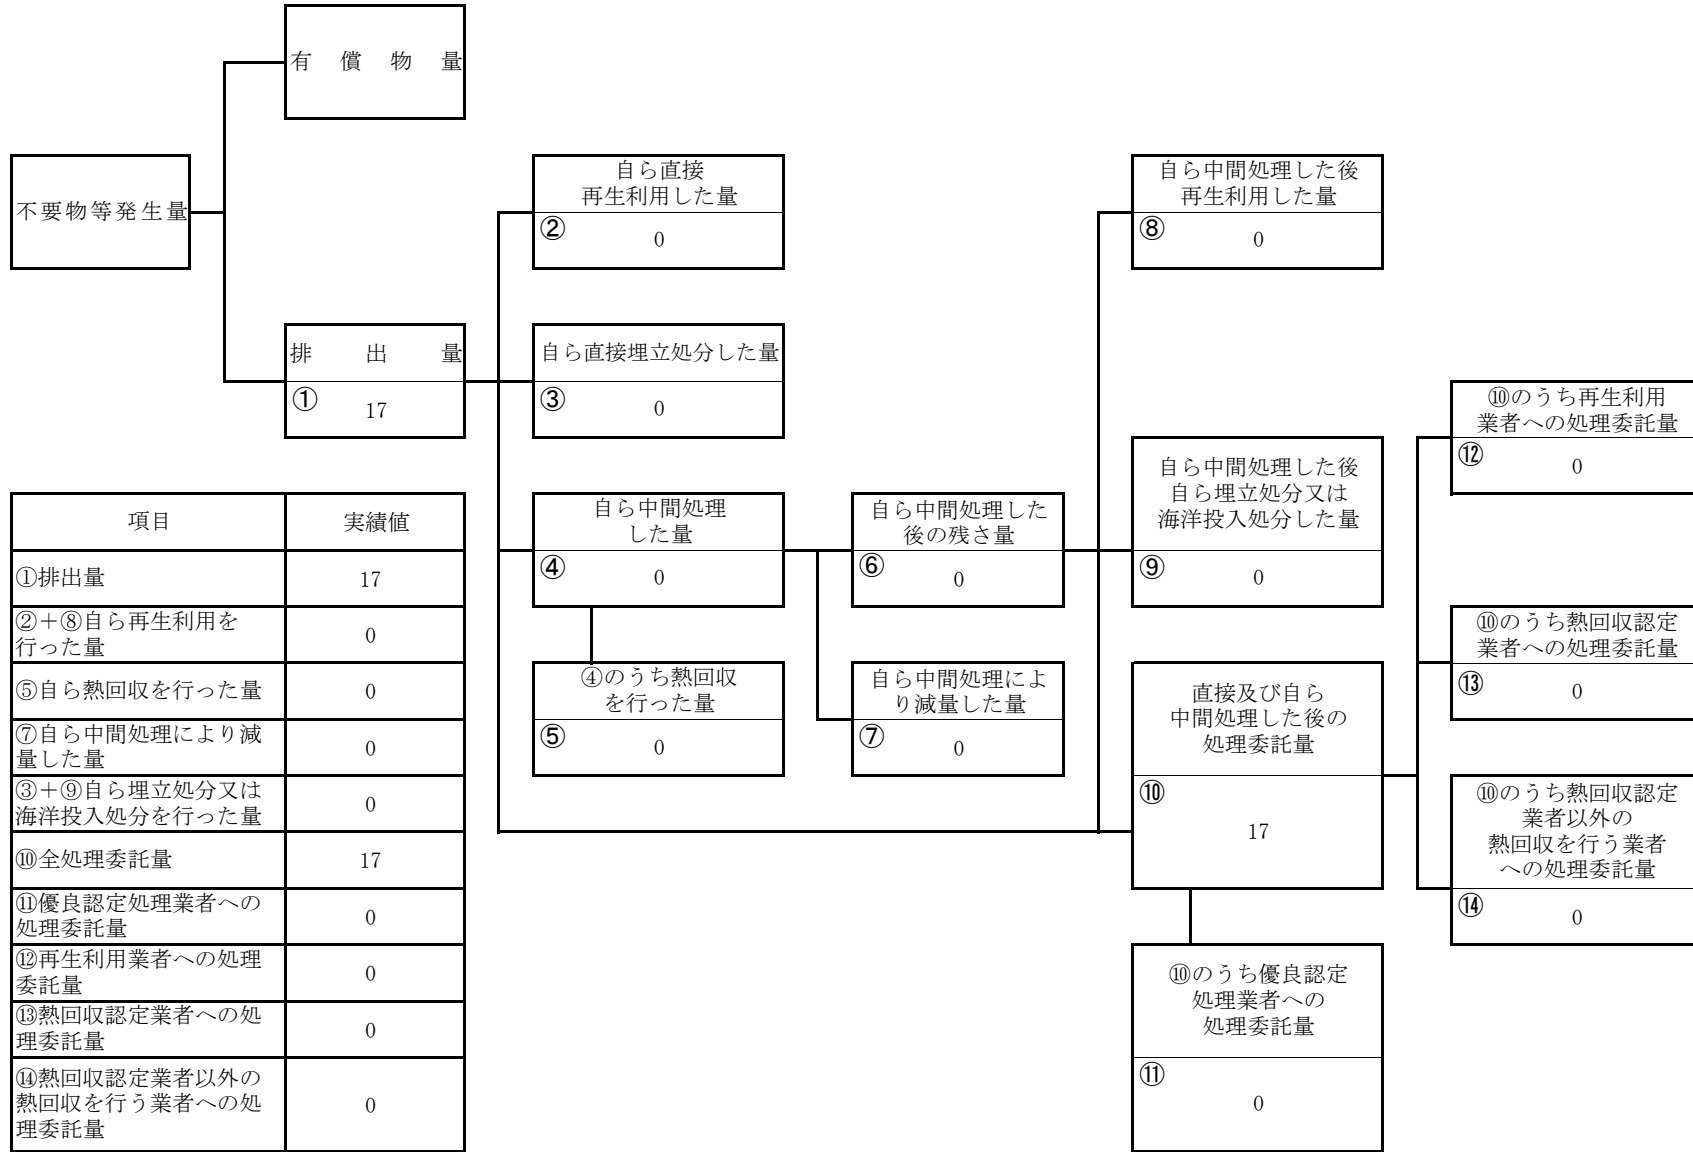 有償物量
不要物等発生量
自ら直接
再生利用した量
② 0
自ら中間処理した後
再生利用した量
⑧ 0
排出量
① 17
自ら直接埋立処分した量
③ 0
自ら中間処理
した量
④ 0
自ら中間処理した
後の残さ量
⑥ 0
自ら中間処理した後
自ら埋立処分又は
海洋投入処分した量
⑨ 0
⑩のうち再生利用
業者への処理委託量
⑫ 0
④のうち熱回収
を行った量
⑤ 0
自ら中間処理によ
り減量した量
⑦ 0
直接及び自ら
中間処理した後の
処理委託量
⑩
17
⑩のうち熱回収認定
業者への処理委託量
⑬ 0
⑩のうち熱回収認定
業者以外の
熱回収を行う業者
への処理委託量
⑭ 0
⑩のうち優良認定
処理業者への
処理委託量
⑪
0
項目 実績値
①排出量 17
②＋⑧自ら再生利用を
行った量 0
⑤自ら熱回収を行った量 0
⑦自ら中間処理により減
量した量 0
③＋⑨自ら埋立処分又は
海洋投入処分を行った量 0
⑩全処理委託量 17
⑪優良認定処理業者への
処理委託量 0
⑫再生利用業者への処理
委託量 0
⑬熱回収認定業者への処
理委託量 0
⑭熱回収認定業者以外の
熱回収を行う業者への処 0
理委託量